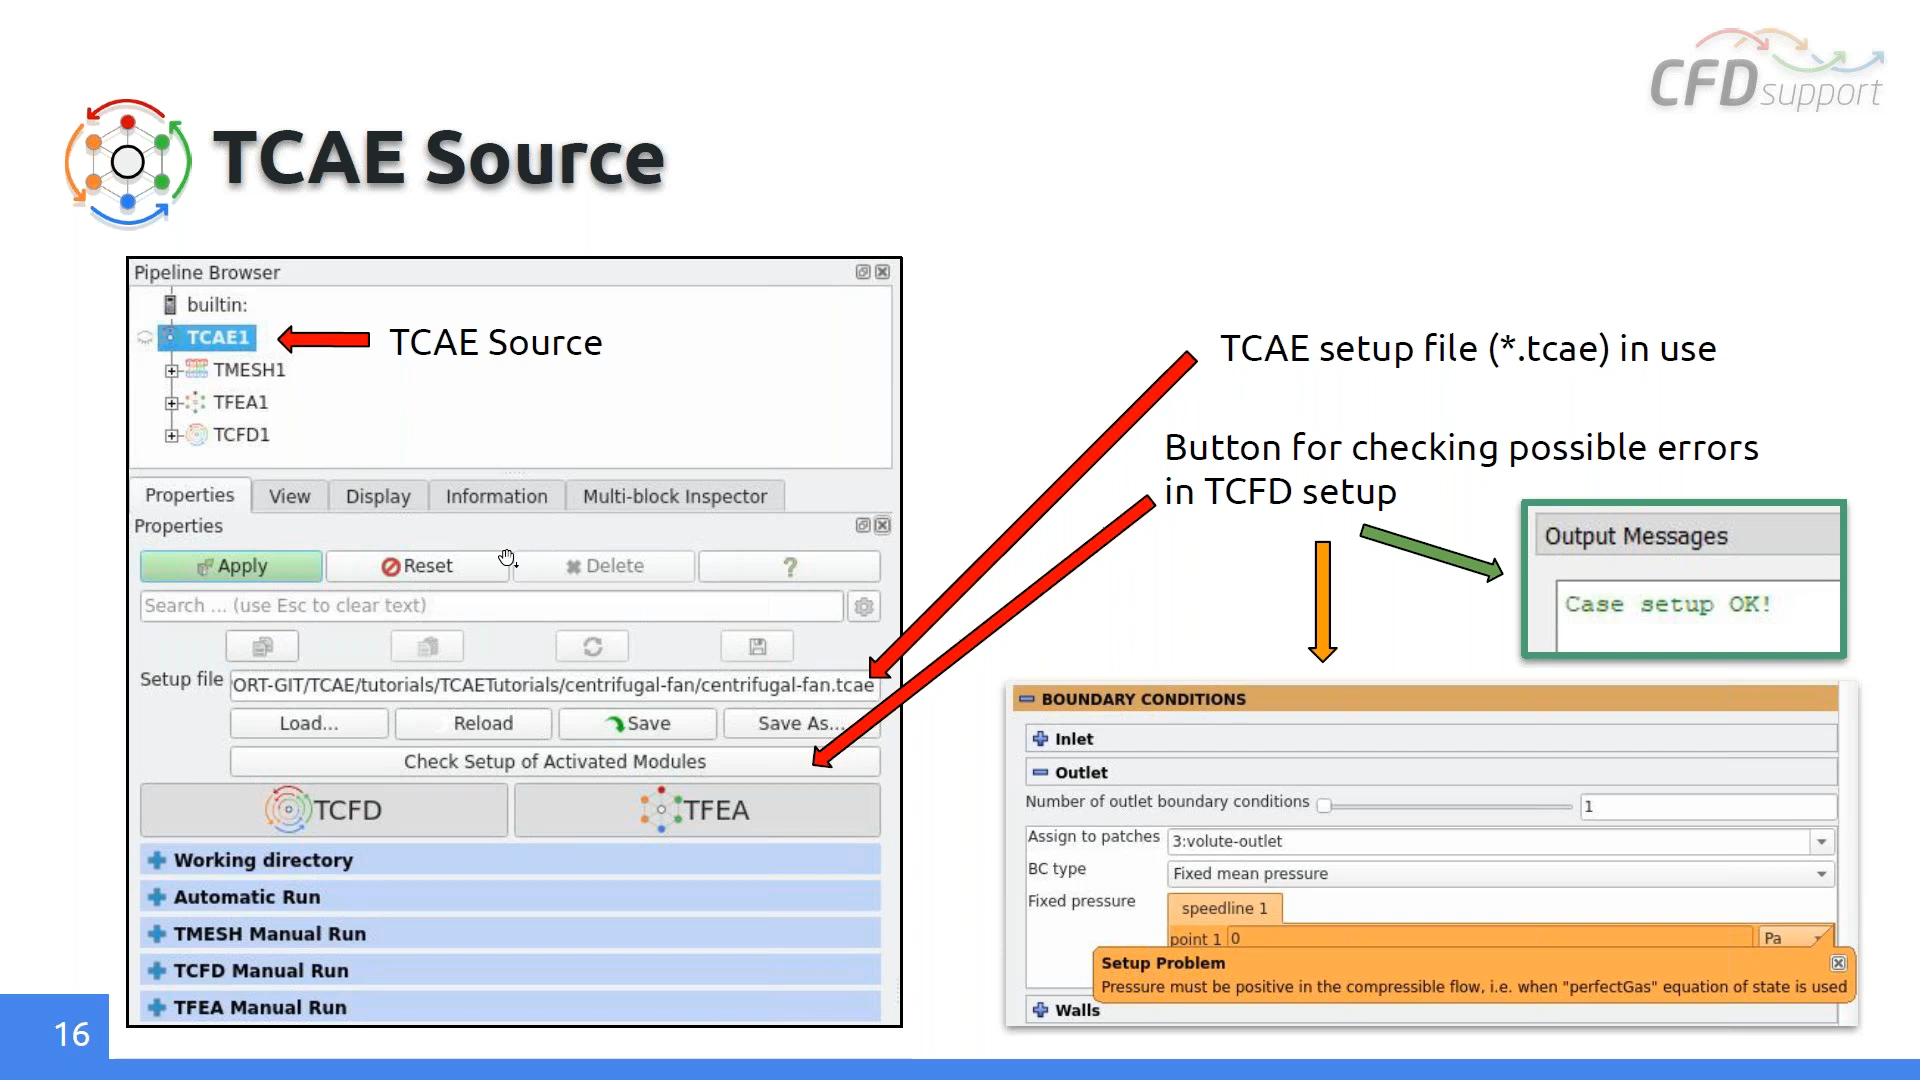 CFD support
TCAE Source
Pipeline Browser
builtin:
TCAE1
TMESH1
TFEA1
TCFD1
TCAE Source
Properties View Display Information Multi-block Inspector
Properties
Apply Reset Delete ?
Search ... (use Esc to clear text)
Setup file ORT-GIT/TCAE/tutorials/TCAETutorials/centrifugal-fan/centrifugal-fan.tcae
Load... Reload Save Save As...
Check Setup of Activated Modules
TCFD TFEA
Working directory
Automatic Run
TMESH Manual Run
TCFD Manual Run
TFEA Manual Run
TCAE setup file (*.tcae) in use
Button for checking possible errors
in TCFD setup
Output Messages
Case setup OK!
BOUNDARY CONDITIONS
Inlet
Outlet
Number of outlet boundary conditions 1
Assign to patches 3:volute-outlet
BC type Fixed mean pressure
Fixed pressure speedline 1
point 1 0 Pa
Setup Problem
Pressure must be positive in the compressible flow, i.e. when "perfectGas" equation of state is used
Walls
16